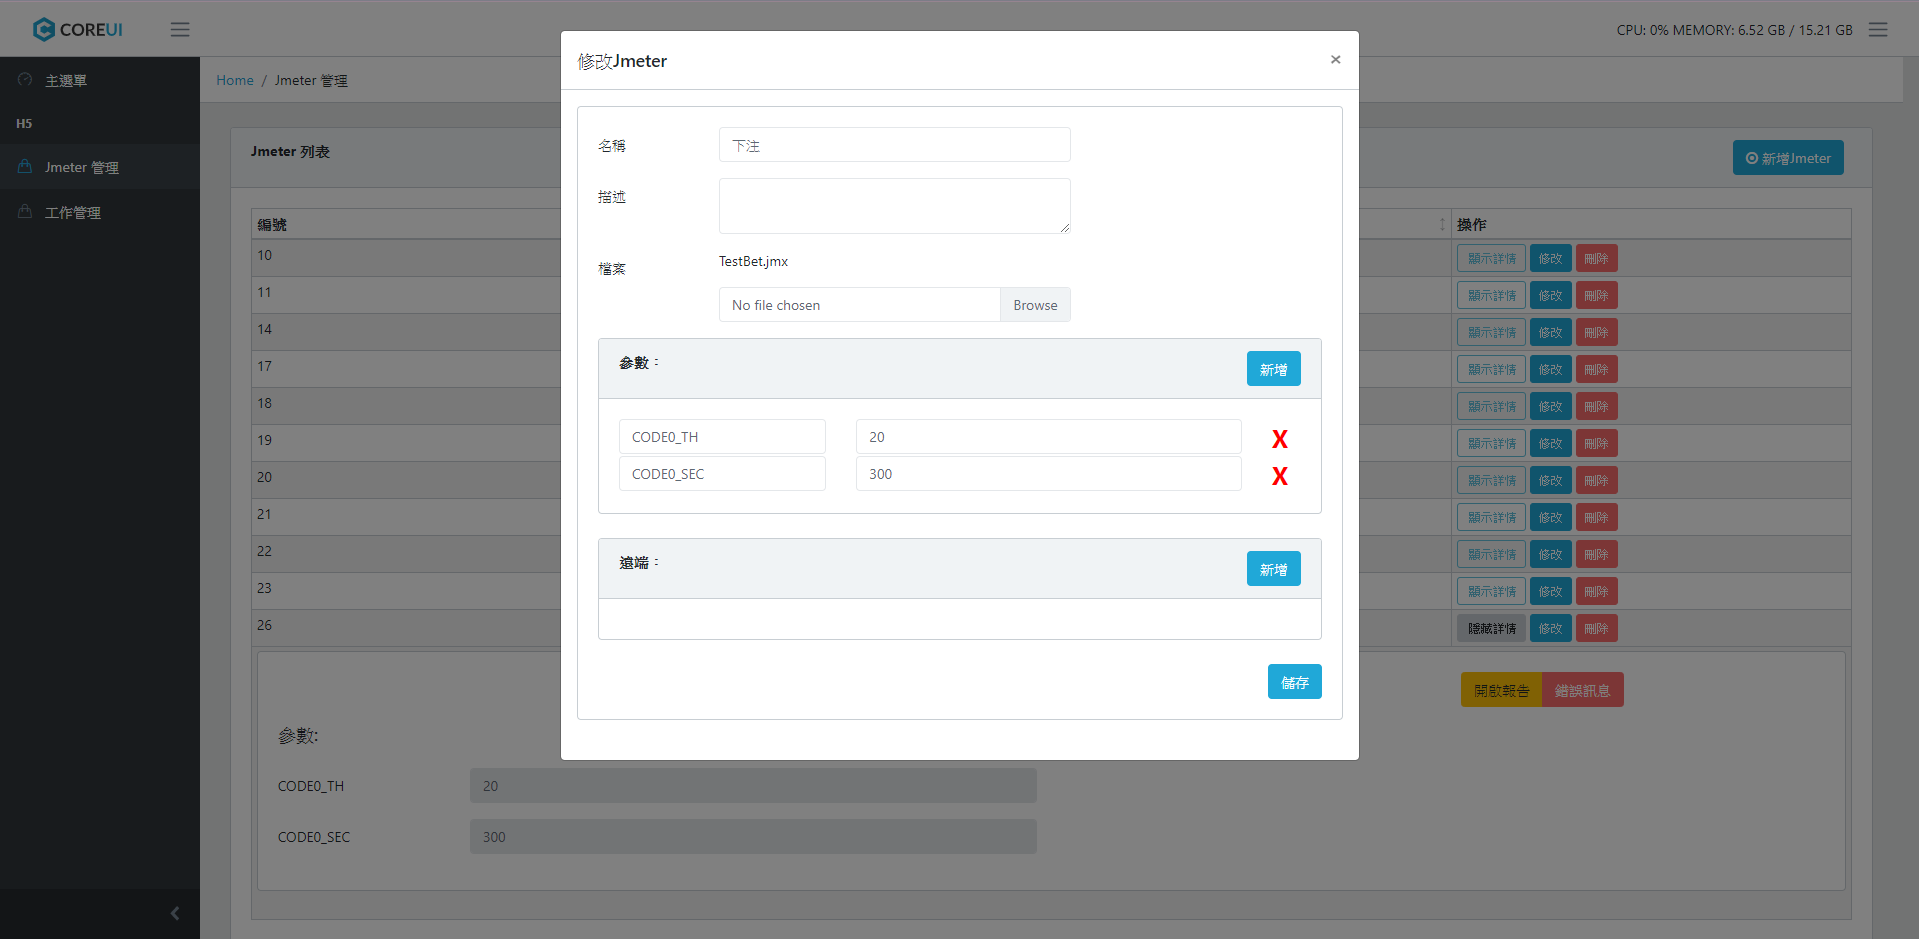 COREUI
CPU: 0% MEMORY: 6.52 GB / 15.21 GB
主選單
H5
Jmeter 管理
工作管理
Home / Jmeter 管理
Jmeter 列表
新增Jmeter
編號
操作
10
顯示詳情 修改 刪除
11
顯示詳情 修改 刪除
14
顯示詳情 修改 刪除
17
顯示詳情 修改 刪除
18
顯示詳情 修改 刪除
19
顯示詳情 修改 刪除
20
顯示詳情 修改 刪除
21
顯示詳情 修改 刪除
22
顯示詳情 修改 刪除
23
顯示詳情 修改 刪除
26
隱藏詳情 修改 刪除
開啟報告 錯誤訊息
參數:
CODE0_TH 20
CODE0_SEC 300
修改Jmeter
×
名稱 下注
描述
檔案 TestBet.jmx
No file chosen Browse
參數：
新增
CODE0_TH 20 X
CODE0_SEC 300 X
遠端：
新增
儲存